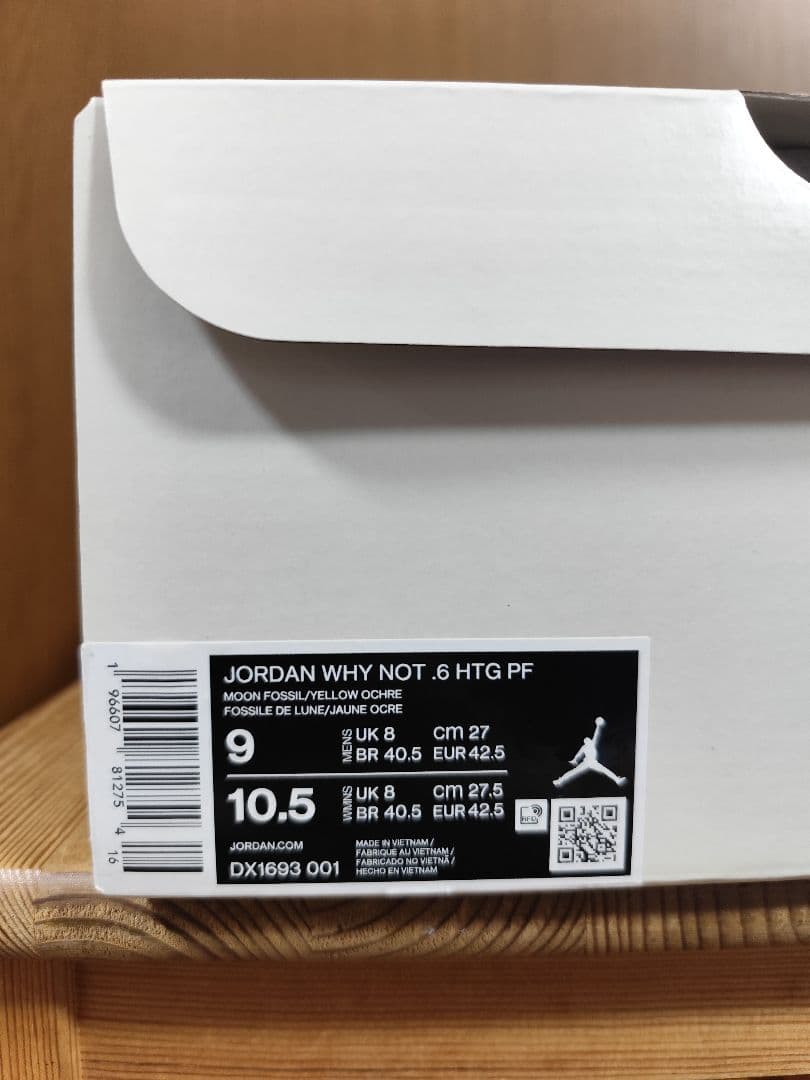 JORDAN WHY NOT .6 HTG PF
MOON FOSSIL/YELLOW OCHRE
FOSSILE DE LUNE/JAUNE OCRE
9
MENS
UK 8 cm 27
BR 40.5 EUR 42.5
10.5
WMNS
UK 8 cm 27.5
BR 40.5 EUR 42.5
RFID
JORDAN.COM
DX1693 001
MADE IN VIETNAM /
FABRIQUE AU VIETNAM /
FABRICADO NO VIETNÃ /
HECHO EN VIETNAM
1 96607 81275 4 16